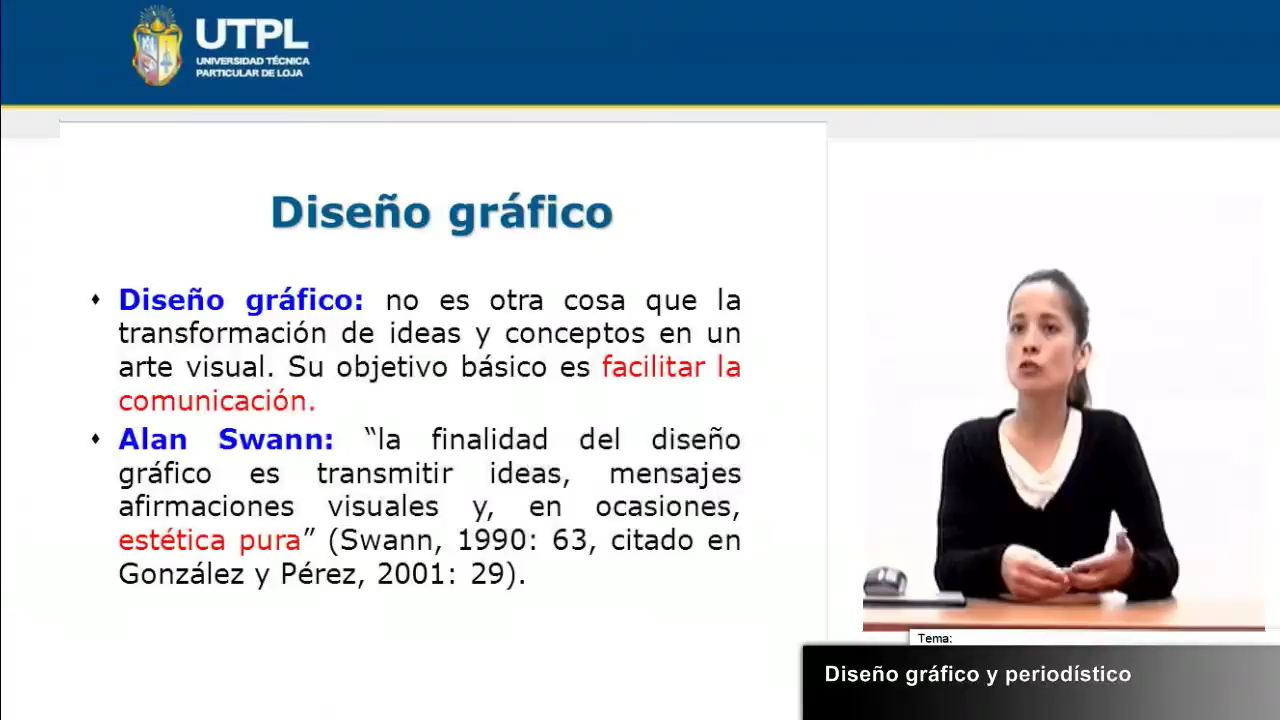 UTPL
UNIVERSIDAD TÉCNICA
PARTICULAR DE LOJA
Diseño gráfico
Diseño gráfico: no es otra cosa que la
transformación de ideas y conceptos en un
arte visual. Su objetivo básico es facilitar la
comunicación.
Alan Swann: “la finalidad del diseño
gráfico es transmitir ideas, mensajes
afirmaciones visuales y, en ocasiones,
estética pura” (Swann, 1990: 63, citado en
González y Pérez, 2001: 29).
Tema:
Diseño gráfico y periodístico